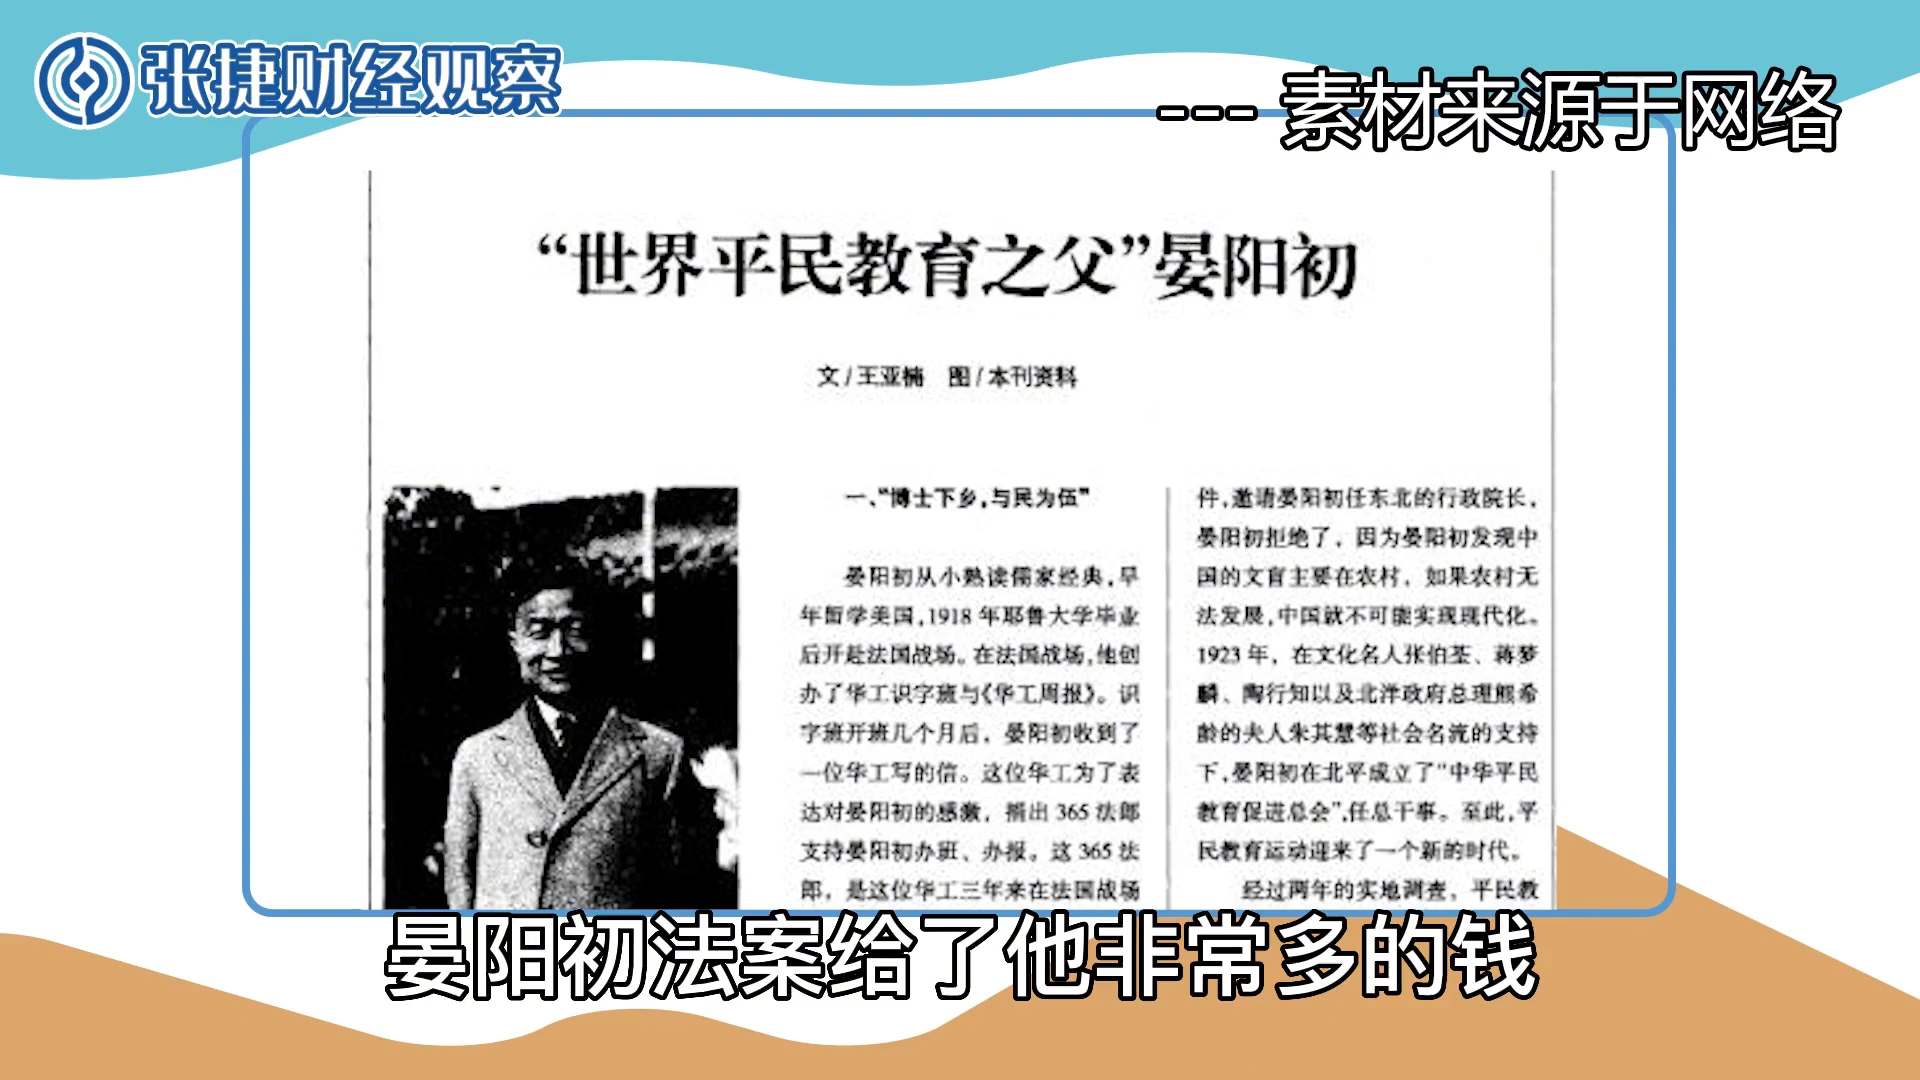 张捷财经观察
--- 素材来源于网络
“世界平民教育之父”晏阳初
文/王亚楠 图/本刊资料
一、“博士下乡,与民为伍”
晏阳初从小熟读儒家经典,早
年留学美国,1918 年耶鲁大学毕业
后开赴法国战场。在法国战场,他创
办了华工识字班与《华工周报》。识
字班开班几个月后，晏阳初收到了
一位华工写的信。这位华工为了表
达对晏阳初的感激，捐出 365 法郎
支持晏阳初办班、办报。这 365 法
郎，是这位华工三年来在法国战场
件,邀请晏阳初任东北的行政院长，
晏阳初拒绝了，因为晏阳初发现中
国的文盲主要在农村，如果农村无
法发展,中国就不可能实现现代化。
1923 年，在文化名人张伯苓、蒋梦
麟、陶行知以及北洋政府总理熊希
龄的夫人朱其慧等社会名流的支持
下,晏阳初在北平成立了“中华平民
教育促进总会”,任总干事。至此,平
民教育运动迎来了一个新的时代。
经过两年的实地调查，平民教
晏阳初法案给了他非常多的钱